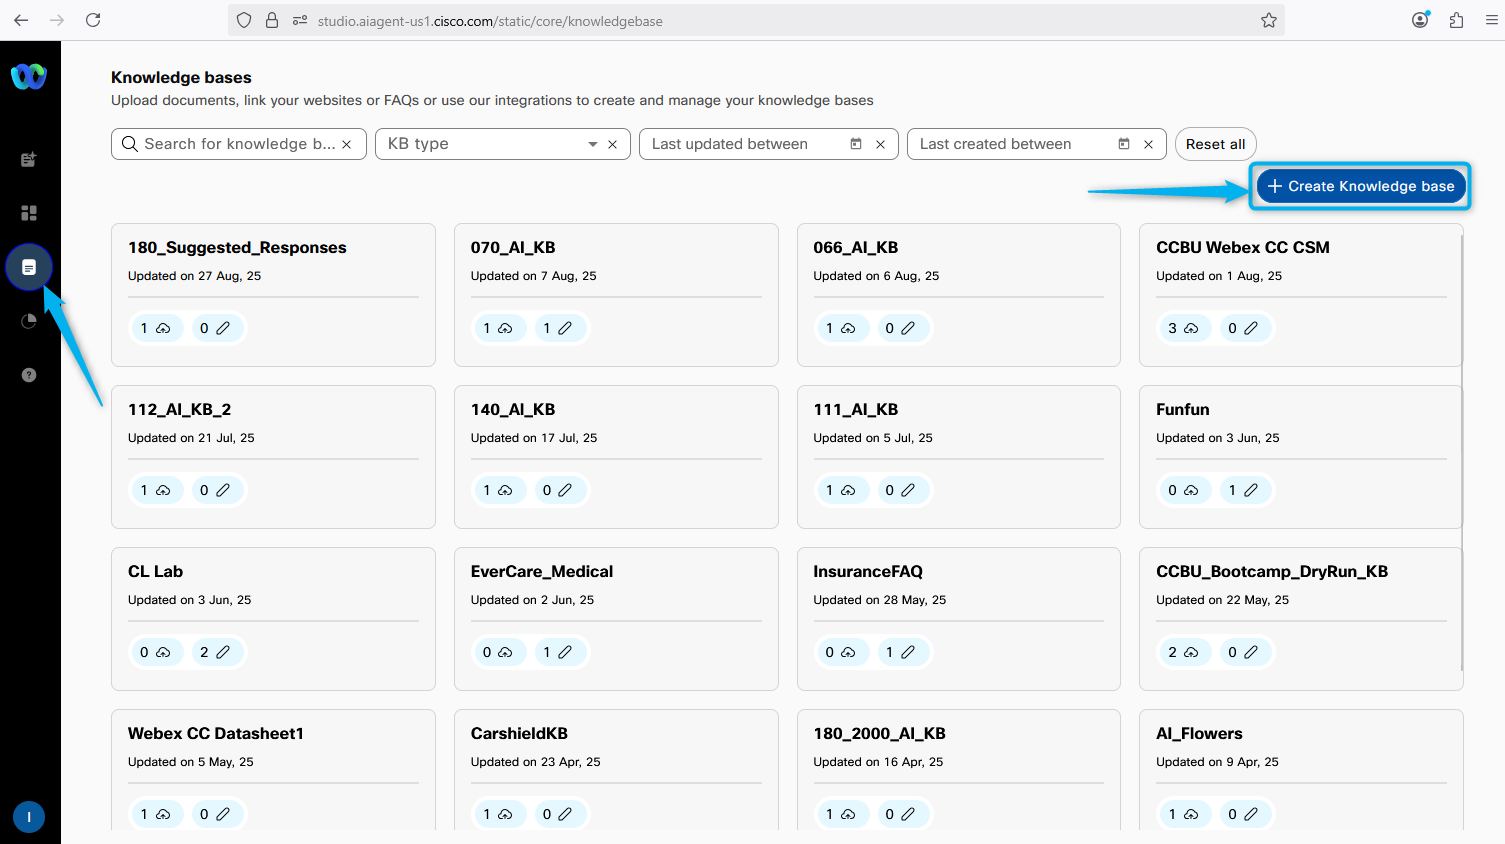 studio.aiagent-us1.cisco.com/static/core/knowledgebase
Knowledge bases
Upload documents, link your websites or FAQs or use our integrations to create and manage your knowledge bases
Search for knowledge b... KB type Last updated between Last created between Reset all
+ Create Knowledge base
180_Suggested_Responses 070_AI_KB 066_AI_KB CCBU Webex CC CSM
Updated on 27 Aug, 25 Updated on 7 Aug, 25 Updated on 6 Aug, 25 Updated on 1 Aug, 25
1 0 1 1 1 0 3 0
112_AI_KB_2 140_AI_KB 111_AI_KB Funfun
Updated on 21 Jul, 25 Updated on 17 Jul, 25 Updated on 5 Jul, 25 Updated on 3 Jun, 25
1 0 1 0 1 0 0 1
CL Lab EverCare_Medical InsuranceFAQ CCBU_Bootcamp_DryRun_KB
Updated on 3 Jun, 25 Updated on 2 Jun, 25 Updated on 28 May, 25 Updated on 22 May, 25
0 2 0 1 0 1 2 0
Webex CC Datasheet1 CarshieldKB 180_2000_AI_KB AI_Flowers
Updated on 5 May, 25 Updated on 23 Apr, 25 Updated on 16 Apr, 25 Updated on 9 Apr, 25
1 0 1 0 1 0 1 0
I